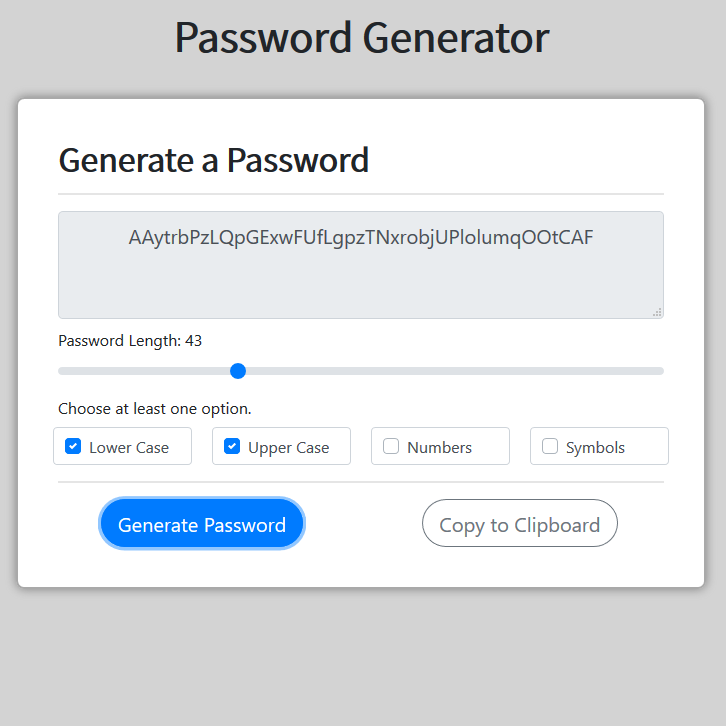 Password Generator
Generate a Password
AAytrbPzLQpGExwFUfLgpzTNxrobjUPlolumqOOtCAF
Password Length: 43
Choose at least one option.
Lower Case Upper Case Numbers Symbols
Generate Password Copy to Clipboard